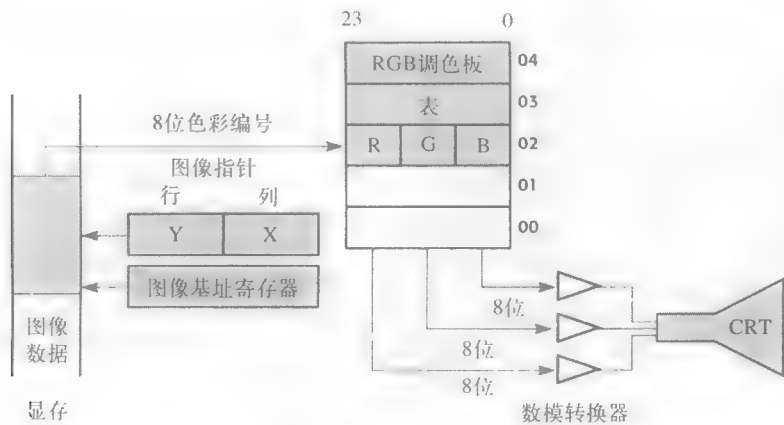 23 0
RGB调色板 04
表 03
8位色彩编号
R G B 02
图像指针
01
行 列
Y X
00
图像基址寄存器
8位
图像
数据
8位
CRT
8位
显存
数模转换器